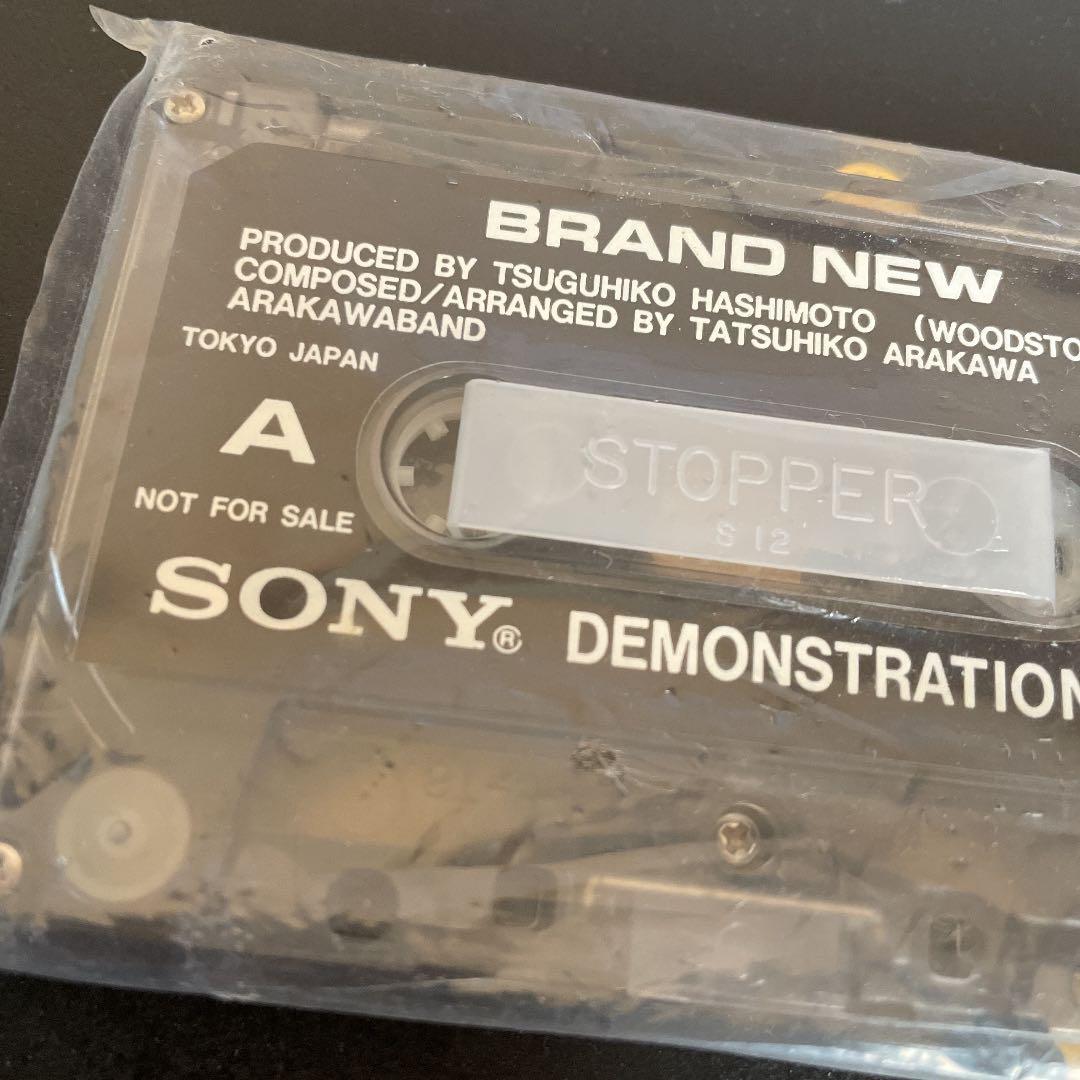 BRAND NEW
PRODUCED BY TSUGUHIKO HASHIMOTO (WOODSTO
COMPOSED/ARRANGED BY TATSUHIKO ARAKAWA
ARAKAWABAND
TOKYO JAPAN
A
STOPPER
S 12
NOT FOR SALE
SONY® DEMONSTRATION